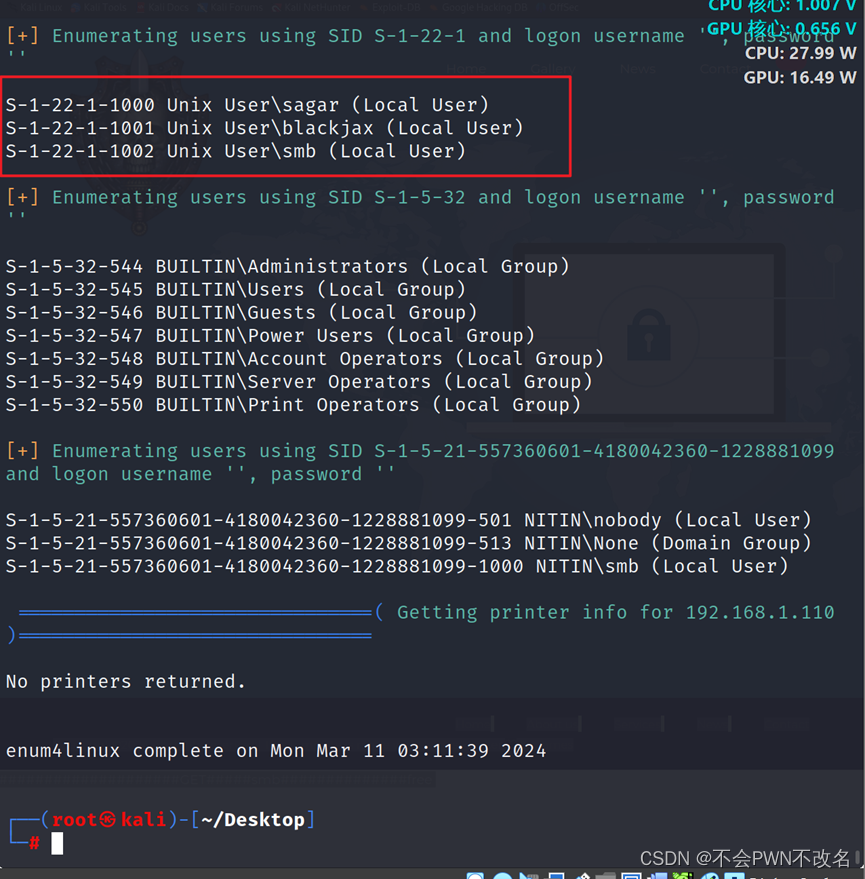 CPU 核心: 1.007 V
[+] Enumerating users using SID S-1-22-1 and logon username '', password
''
GPU 核心: 0.656 V
CPU: 27.99 W
GPU: 16.49 W
S-1-22-1-1000 Unix User\sagar (Local User)
S-1-22-1-1001 Unix User\blackjax (Local User)
S-1-22-1-1002 Unix User\smb (Local User)
[+] Enumerating users using SID S-1-5-32 and logon username '', password
''
S-1-5-32-544 BUILTIN\Administrators (Local Group)
S-1-5-32-545 BUILTIN\Users (Local Group)
S-1-5-32-546 BUILTIN\Guests (Local Group)
S-1-5-32-547 BUILTIN\Power Users (Local Group)
S-1-5-32-548 BUILTIN\Account Operators (Local Group)
S-1-5-32-549 BUILTIN\Server Operators (Local Group)
S-1-5-32-550 BUILTIN\Print Operators (Local Group)
[+] Enumerating users using SID S-1-5-21-557360601-4180042360-1228881099
and logon username '', password ''
S-1-5-21-557360601-4180042360-1228881099-501 NITIN\nobody (Local User)
S-1-5-21-557360601-4180042360-1228881099-513 NITIN\None (Domain Group)
S-1-5-21-557360601-4180042360-1228881099-1000 NITIN\smb (Local User)
( Getting printer info for 192.168.1.110
)
No printers returned.
enum4linux complete on Mon Mar 11 03:11:39 2024
┌──(root㉿kali)-[~/Desktop]
└─#
CSDN @不会PWN不改名